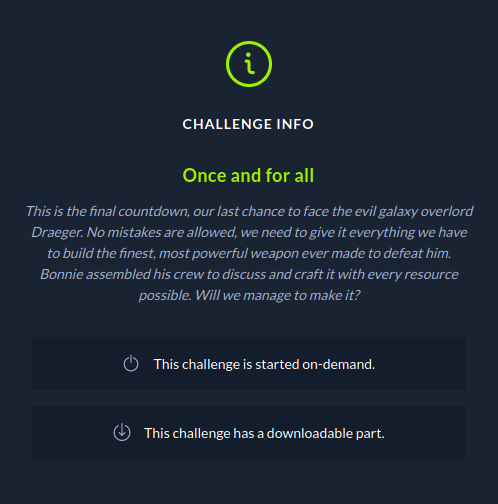 CHALLENGE INFO
Once and for all
This is the final countdown, our last chance to face the evil galaxy overlord
Draeger. No mistakes are allowed, we need to give it everything we have
to build the finest, most powerful weapon ever made to defeat him.
Bonnie assembled his crew to discuss and craft it with every resource
possible. Will we manage to make it?
This challenge is started on-demand.
This challenge has a downloadable part.